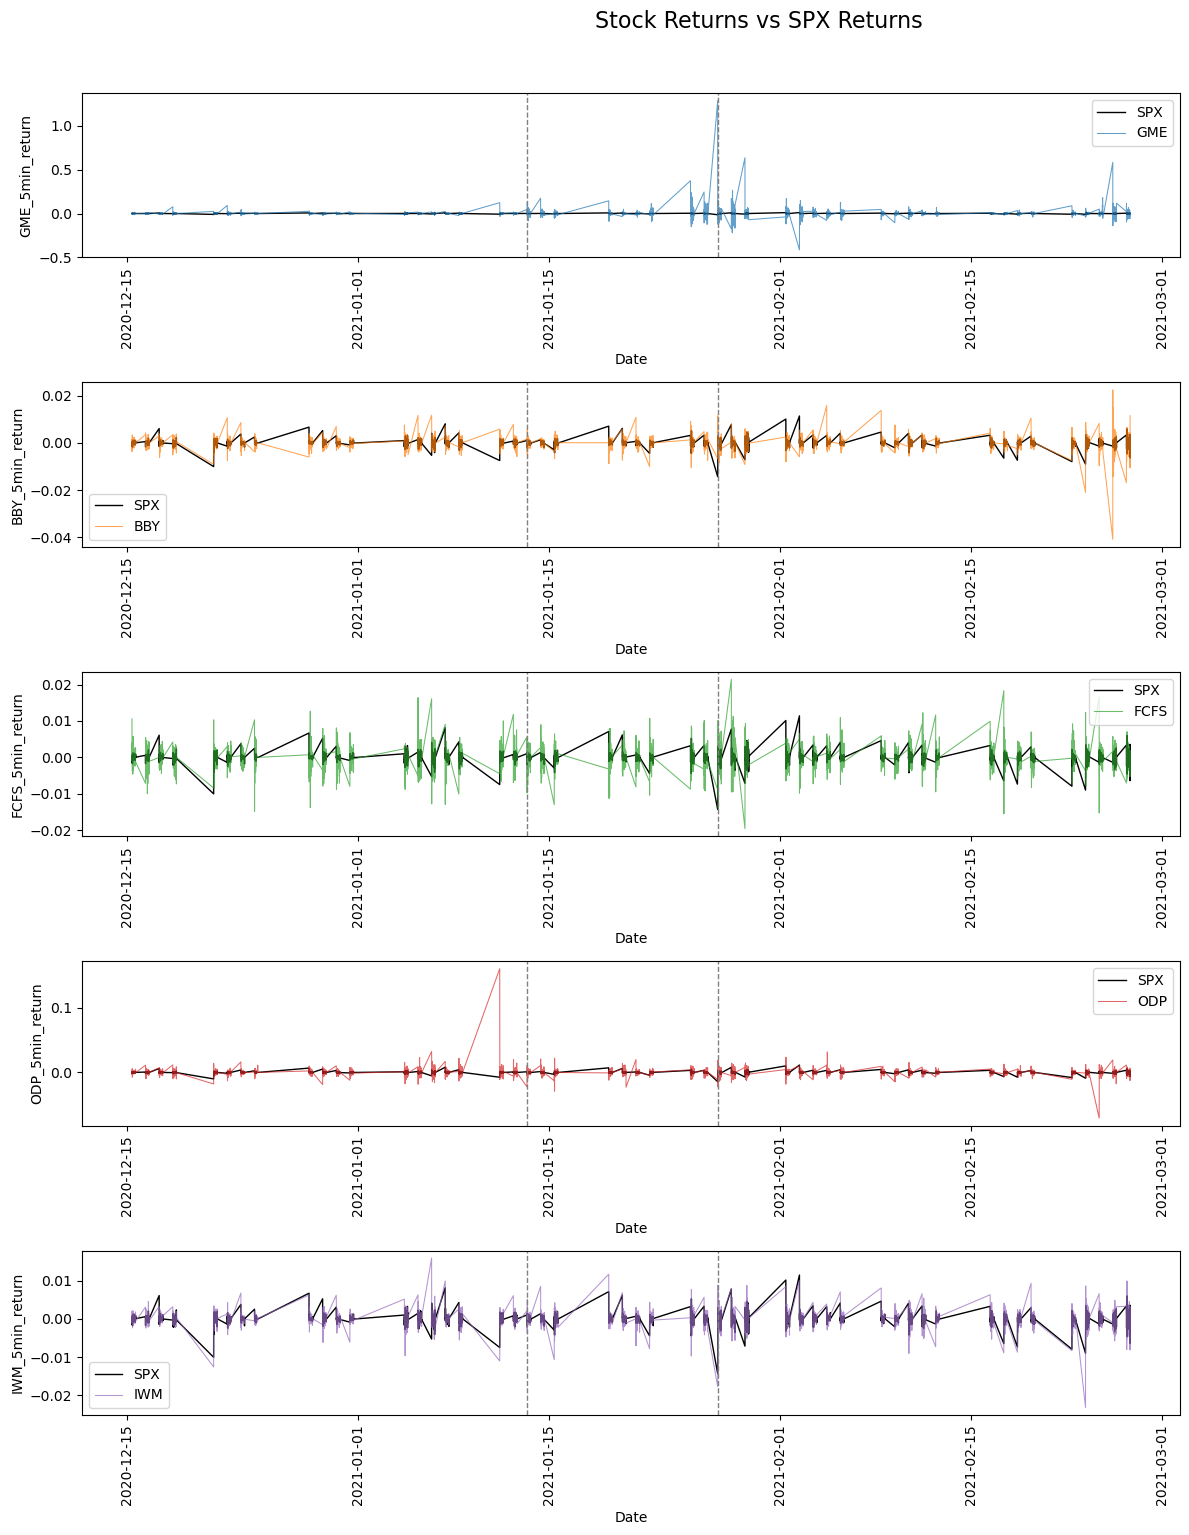 Stock Returns vs SPX Returns
GME_5min_return
1.0
0.5
0.0
−0.5
SPX
GME
2020-12-15
2021-01-01
2021-01-15
2021-02-01
2021-02-15
2021-03-01
Date
BBY_5min_return
0.02
0.00
−0.02
−0.04
SPX
BBY
2020-12-15
2021-01-01
2021-01-15
2021-02-01
2021-02-15
2021-03-01
Date
FCFS_5min_return
0.02
0.01
0.00
−0.01
−0.02
SPX
FCFS
2020-12-15
2021-01-01
2021-01-15
2021-02-01
2021-02-15
2021-03-01
Date
ODP_5min_return
0.1
0.0
SPX
ODP
2020-12-15
2021-01-01
2021-01-15
2021-02-01
2021-02-15
2021-03-01
Date
IWM_5min_return
0.01
0.00
−0.01
−0.02
SPX
IWM
2020-12-15
2021-01-01
2021-01-15
2021-02-01
2021-02-15
2021-03-01
Date